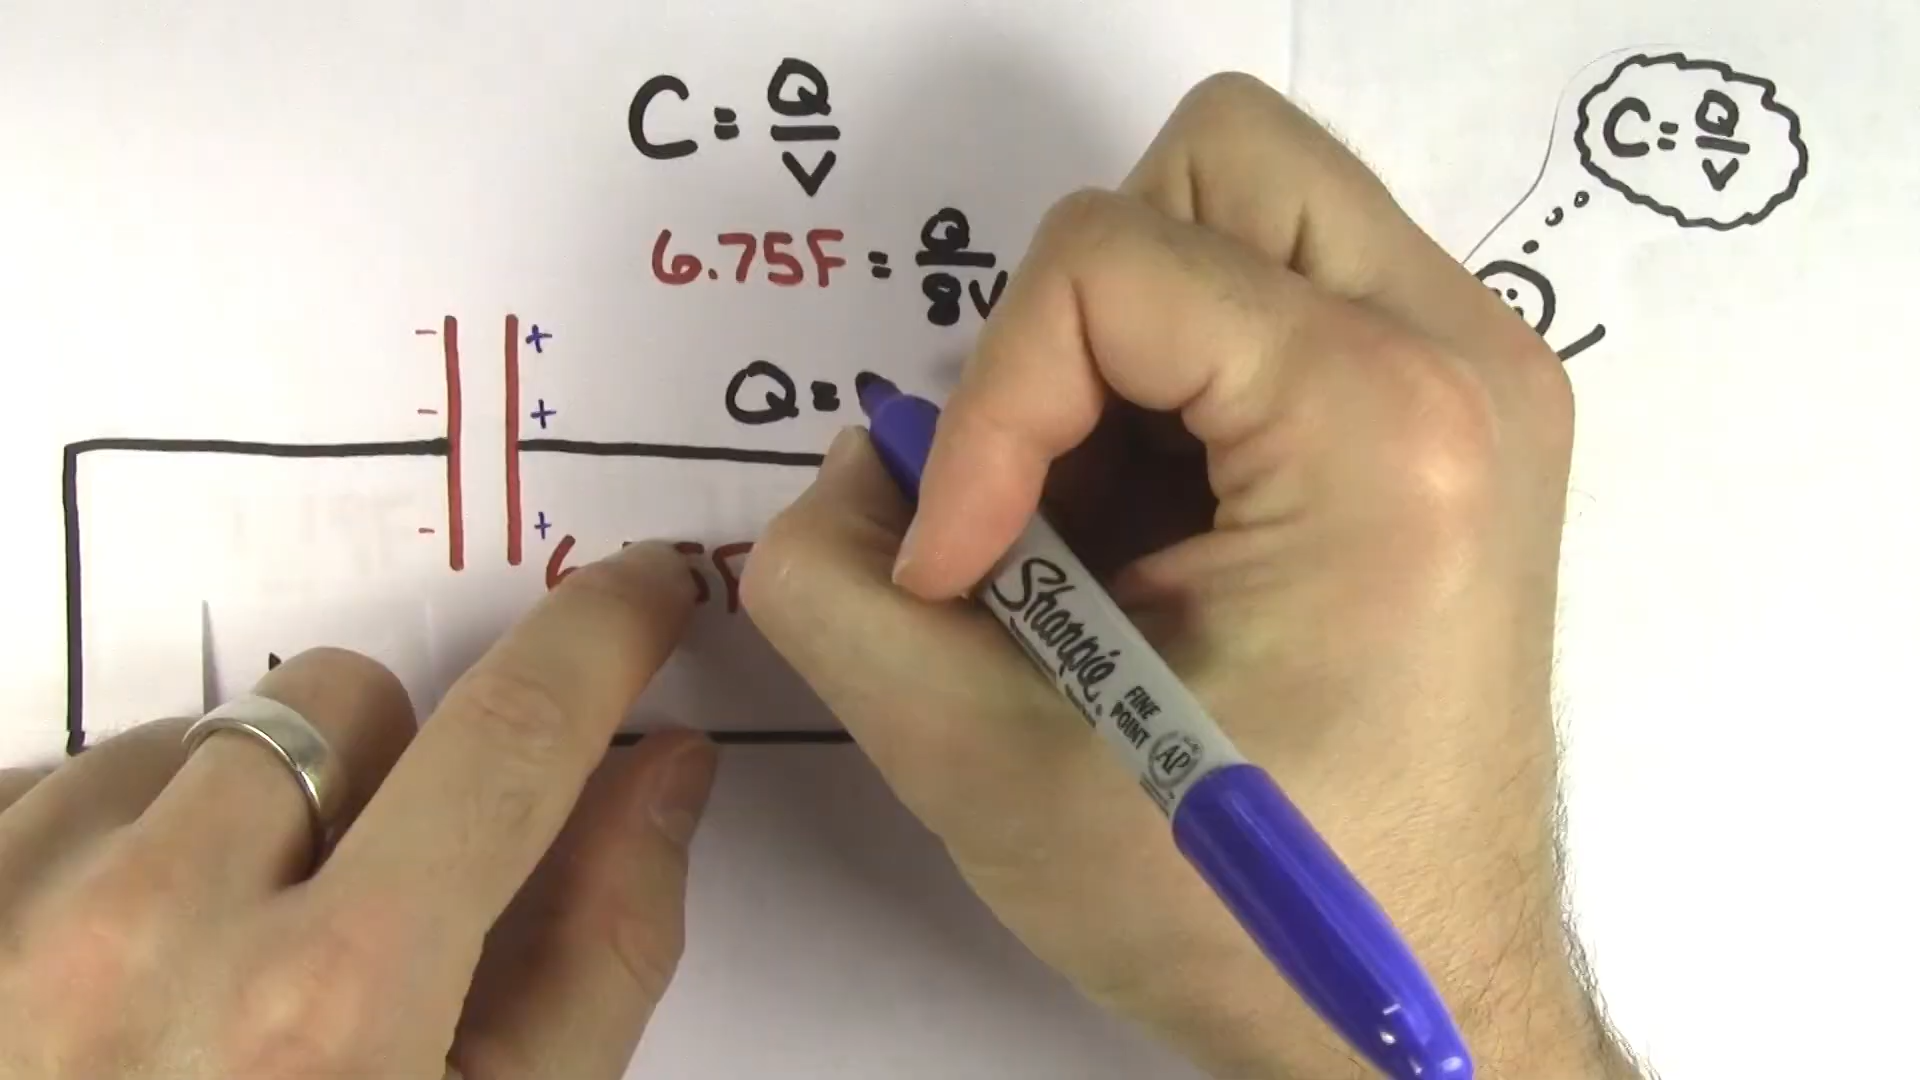 C = Q/V
6.75F = Q/8V
Q =
- +
- +
- +
C = Q/V
Sharpie.
FINE
POINT
AP